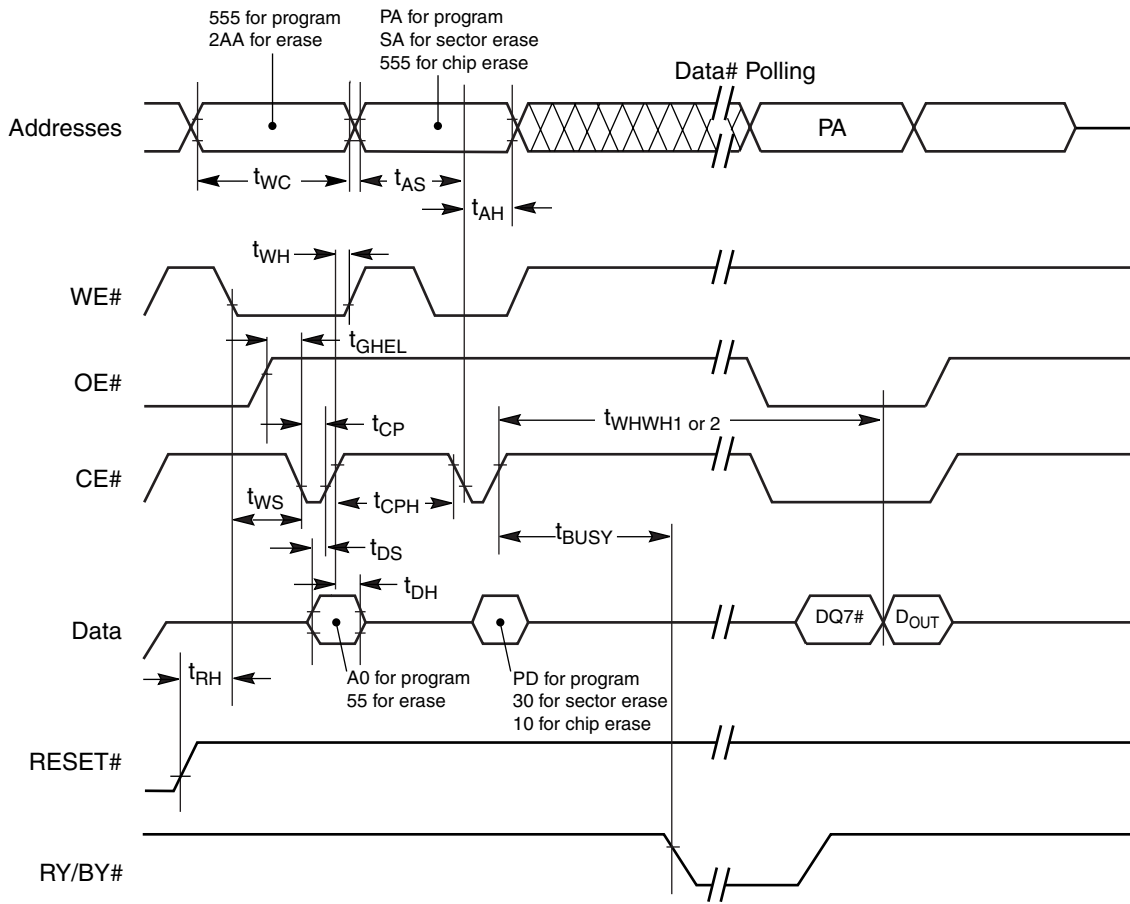 555 for program
2AA for erase
PA for program
SA for sector erase
555 for chip erase
Data# Polling
Addresses
PA
tWC
tAS
tAH
tWH
WE#
tGHEL
OE#
tWHWH1 or 2
tCP
CE#
tWS
tCPH
tBUSY
tDS
tDH
Data
DQ7#
DOUT
tRH
A0 for program
55 for erase
PD for program
30 for sector erase
10 for chip erase
RESET#
RY/BY#